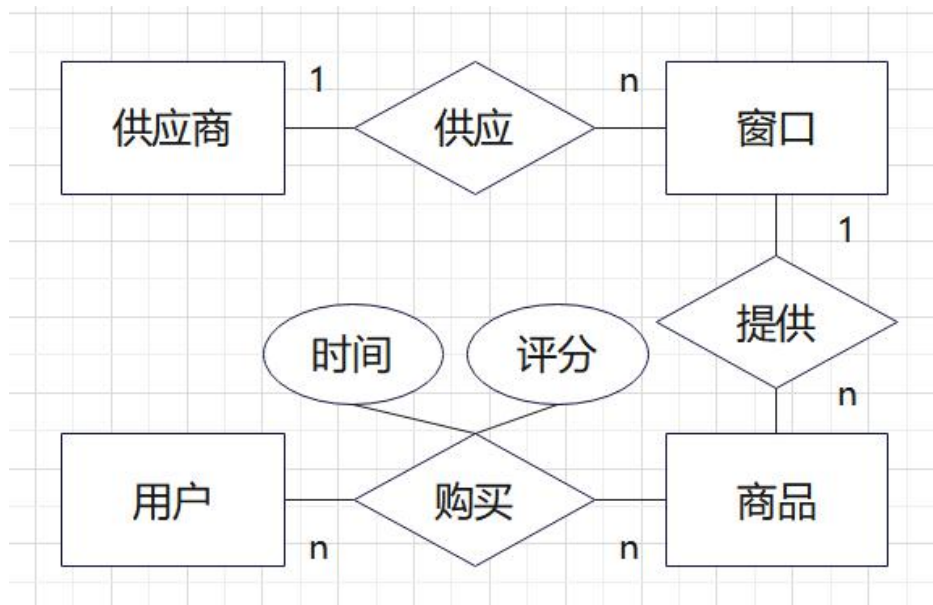 供应商 1 供应 n 窗口
1
提供
n
时间 评分
用户 n 购买 n 商品